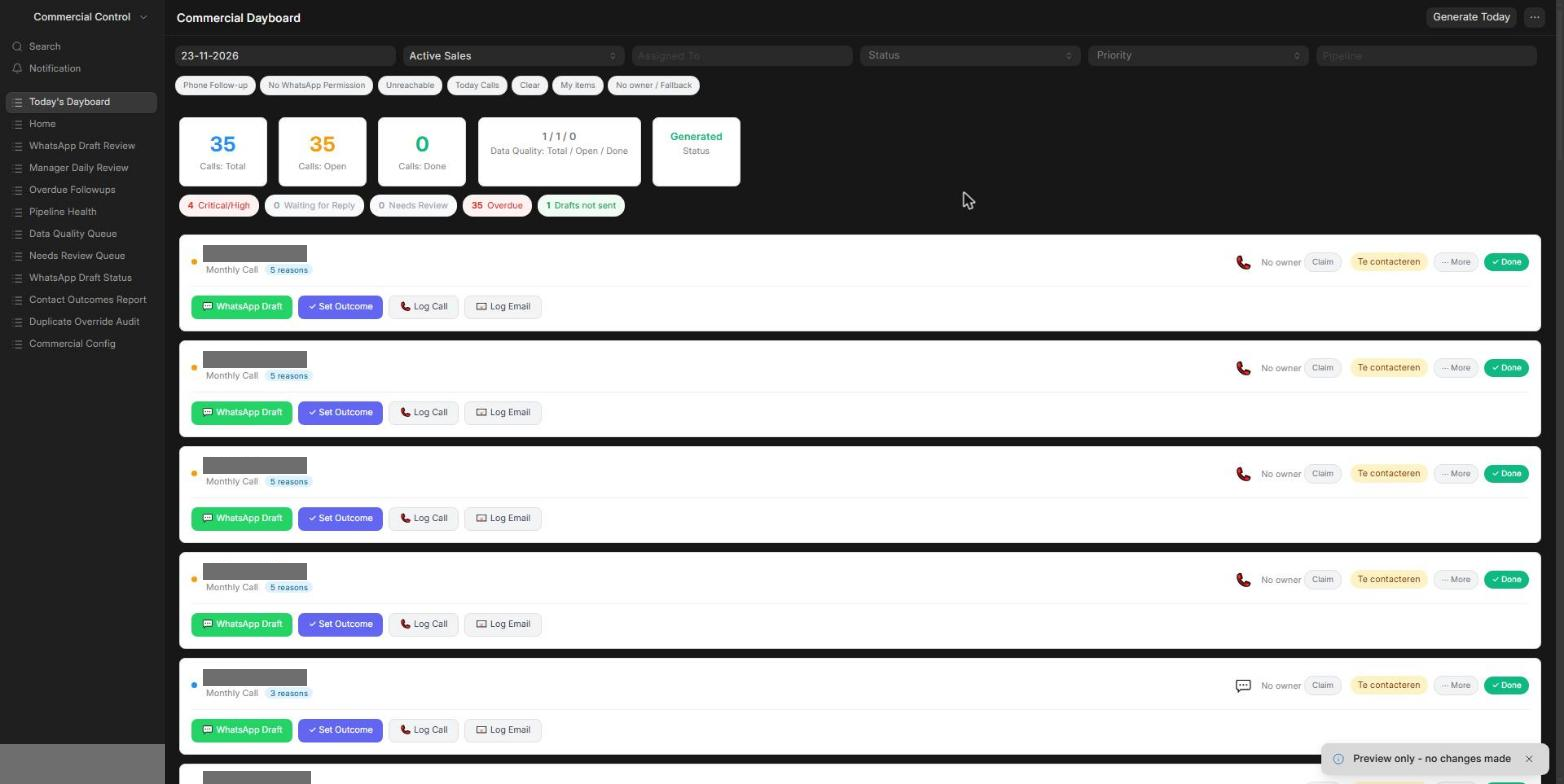 Commercial Control
Search
Notification
Today's Dayboard
Home
WhatsApp Draft Review
Manager Daily Review
Overdue Followups
Pipeline Health
Data Quality Queue
Needs Review Queue
WhatsApp Draft Status
Contact Outcomes Report
Duplicate Override Audit
Commercial Config
Commercial Dayboard
Generate Today
23-11-2026
Active Sales
Assigned To
Status
Priority
Pipeline
Phone Follow-up
No WhatsApp Permission
Unreachable
Today Calls
Clear
My items
No owner / Fallback
35
Calls: Total
35
Calls: Open
0
Calls: Done
1 / 1 / 0
Data Quality: Total / Open / Done
Generated
Status
4 Critical/High
0 Waiting for Reply
0 Needs Review
35 Overdue
1 Drafts not sent
Monthly Call 5 reasons
No owner Claim Te contacteren ··· More ✓ Done
WhatsApp Draft ✓ Set Outcome Log Call Log Email
Monthly Call 5 reasons
No owner Claim Te contacteren ··· More ✓ Done
WhatsApp Draft ✓ Set Outcome Log Call Log Email
Monthly Call 5 reasons
No owner Claim Te contacteren ··· More ✓ Done
WhatsApp Draft ✓ Set Outcome Log Call Log Email
Monthly Call 5 reasons
No owner Claim Te contacteren ··· More ✓ Done
WhatsApp Draft ✓ Set Outcome Log Call Log Email
Monthly Call 3 reasons
No owner Claim Te contacteren ··· More ✓ Done
WhatsApp Draft ✓ Set Outcome Log Call Log Email
Preview only - no changes made